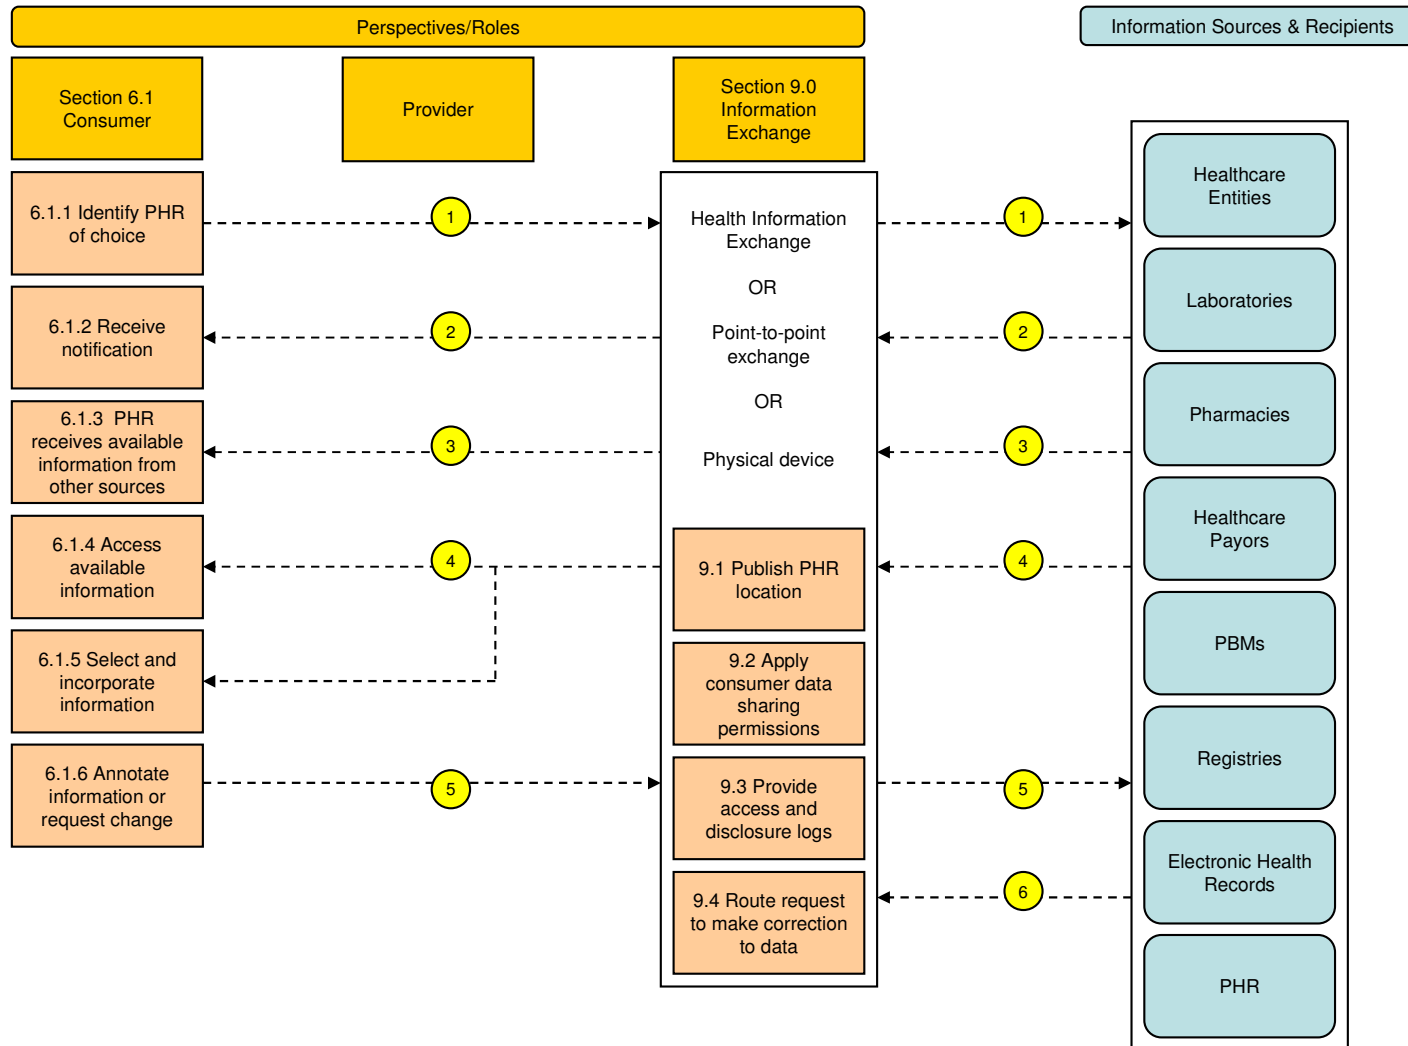 Perspectives/Roles
Information Sources & Recipients
Section 6.1
Consumer
Provider
Section 9.0
Information
Exchange
6.1.1 Identify PHR
of choice
1
Health Information
Exchange
1
Healthcare
Entities
6.1.2 Receive
notification
2
OR
Point-to-point
exchange
2
Laboratories
6.1.3 PHR
receives available
information from
other sources
3
OR
Physical device
3
Pharmacies
6.1.4 Access
available
information
4
9.1 Publish PHR
location
4
Healthcare
Payors
6.1.5 Select and
incorporate
information
9.2 Apply
consumer data
sharing
permissions
PBMs
6.1.6 Annotate
information or
request change
5
9.3 Provide
access and
disclosure logs
5
Registries
9.4 Route request
to make correction
to data
6
Electronic Health
Records
PHR